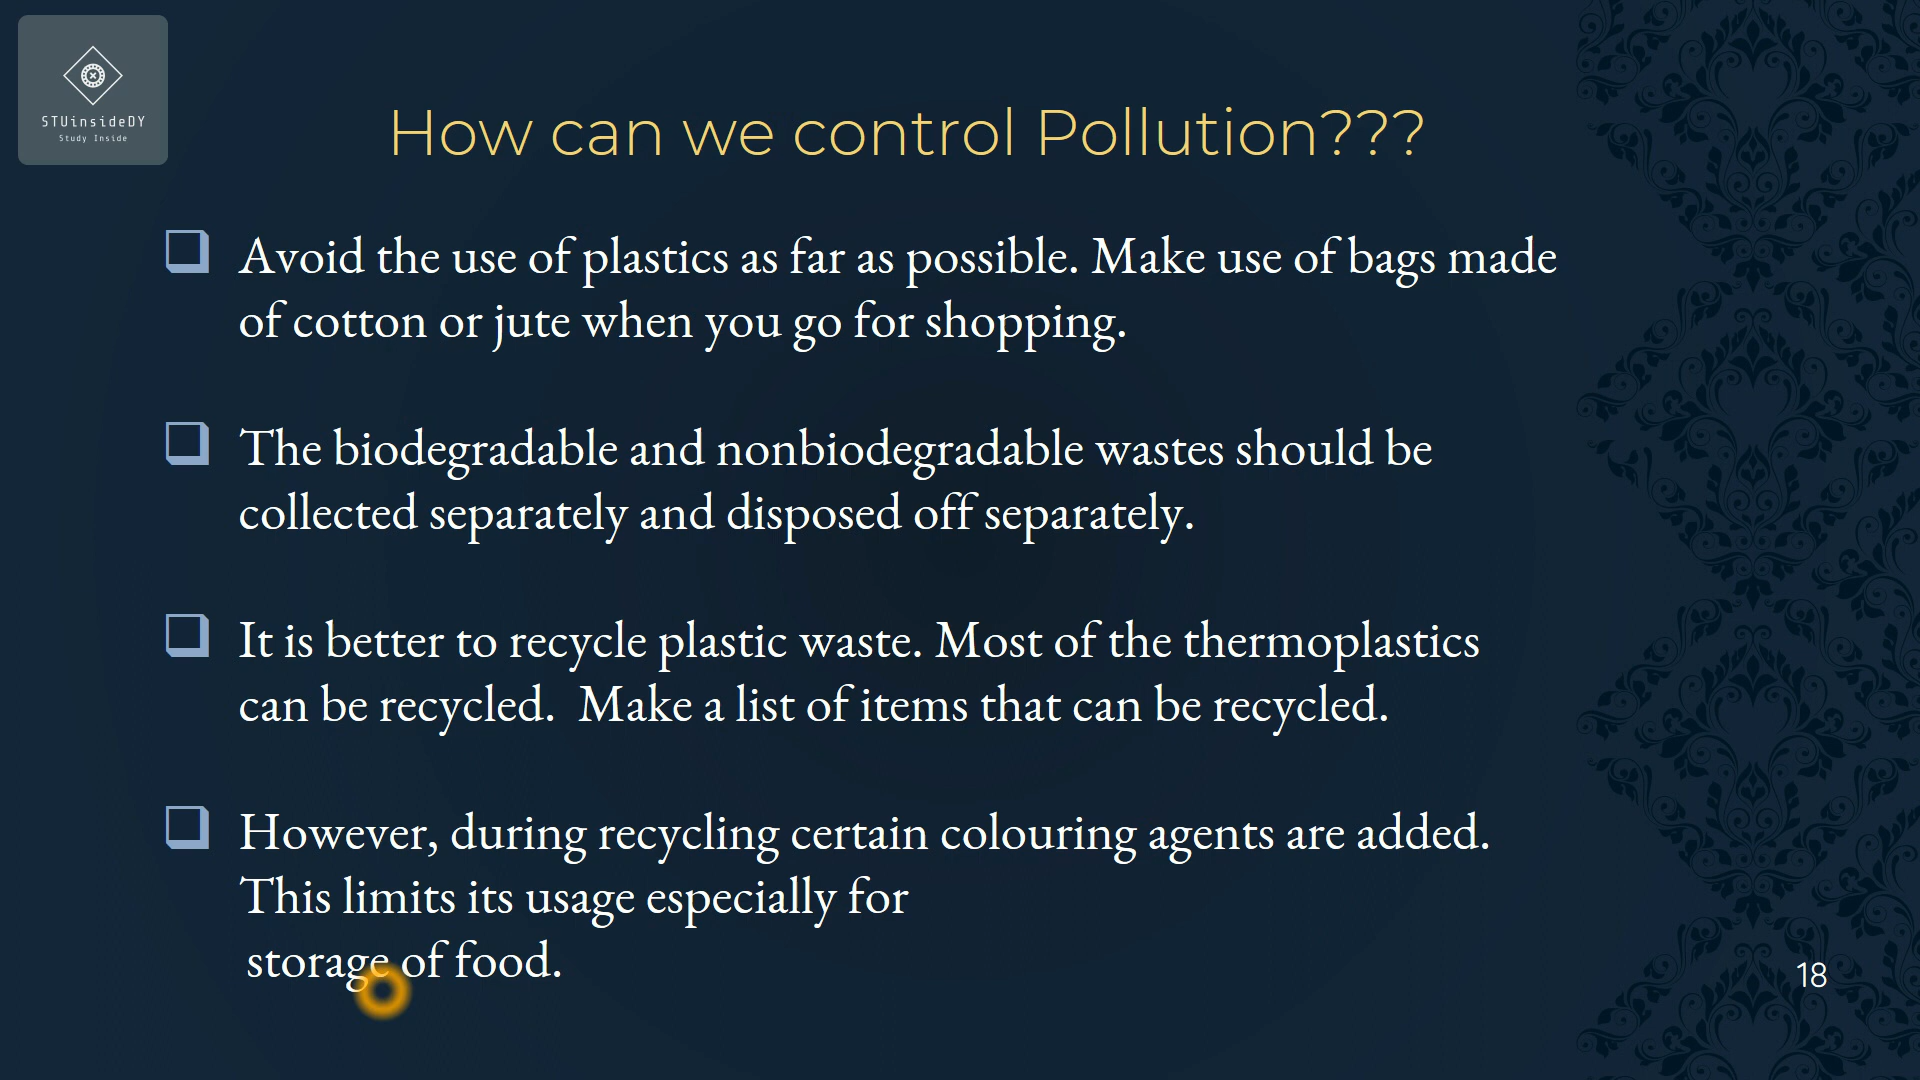 STUinsideDY
Study Inside
How can we control Pollution???
Avoid the use of plastics as far as possible. Make use of bags made
of cotton or jute when you go for shopping.
The biodegradable and nonbiodegradable wastes should be
collected separately and disposed off separately.
It is better to recycle plastic waste. Most of the thermoplastics
can be recycled.  Make a list of items that can be recycled.
However, during recycling certain colouring agents are added.
This limits its usage especially for
storage of food.
18